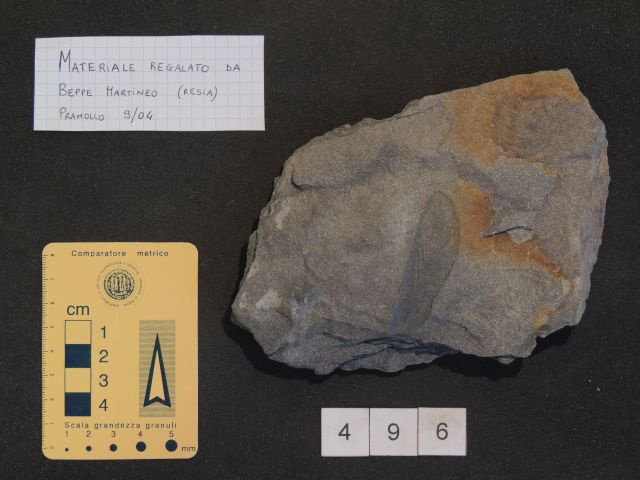 MATERIALE REGALATO DA
BEPPE MARTINEO (RESIA)
PRAMOLLO 9/04
Comparatore metrico
cm
1
2
3
4
Scala grandezza granuli
1 2 3 4 5 mm
4 9 6